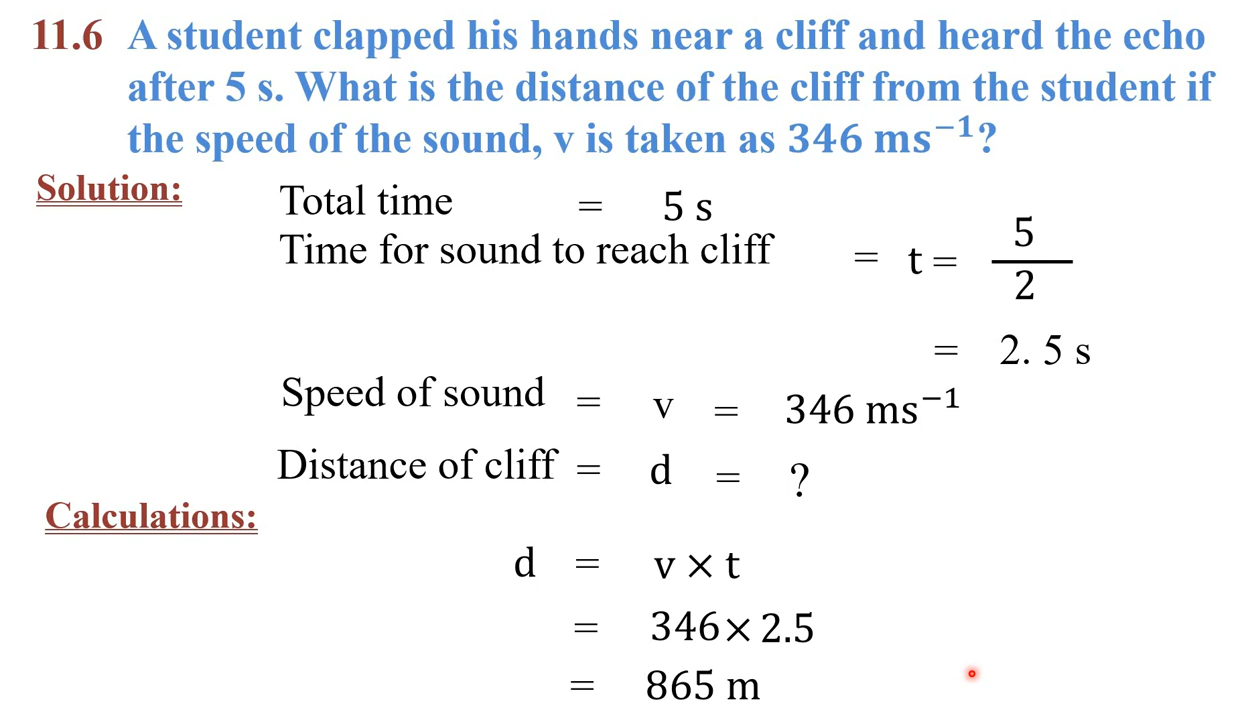 11.6 A student clapped his hands near a cliff and heard the echo
after 5 s. What is the distance of the cliff from the student if
the speed of the sound, v is taken as 346 ms⁻¹?
Solution:
Total time = 5 s
Time for sound to reach cliff = t = 5/2
= 2. 5 s
Speed of sound = v = 346 ms⁻¹
Distance of cliff = d = ?
Calculations:
d = v × t
= 346 × 2.5
= 865 m